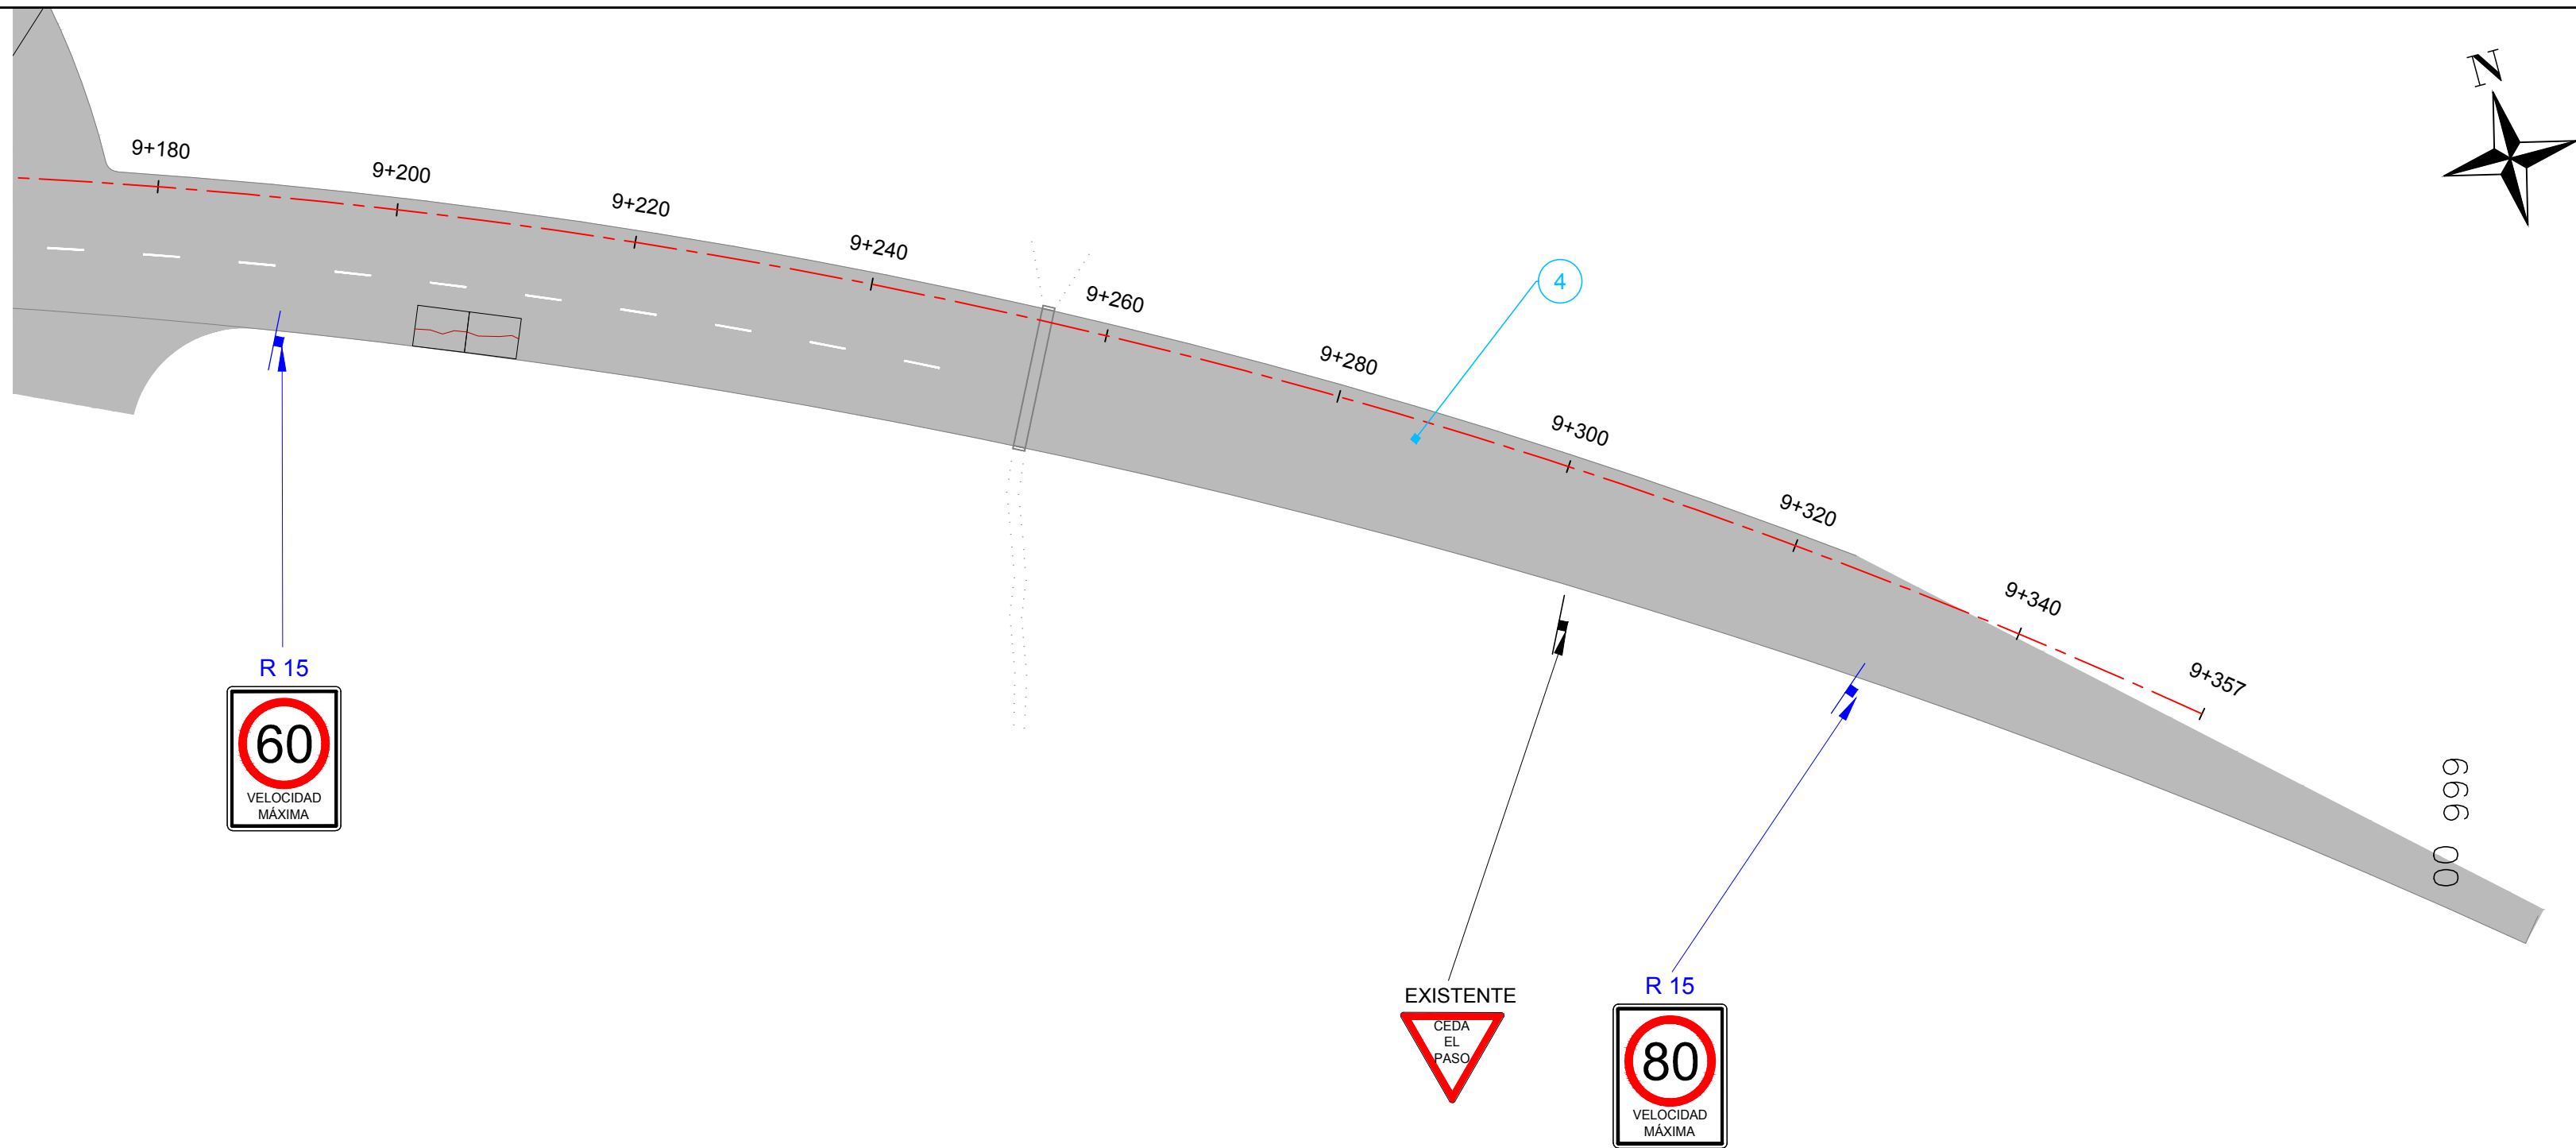 N
9+180
9+200
9+220
9+240
9+260
9+280
4
9+300
9+320
9+340
9+357
666 00
R 15
60
VELOCIDAD
MÁXIMA
EXISTENTE
CEDA
EL
PASO
R 15
80
VELOCIDAD
MÁXIMA